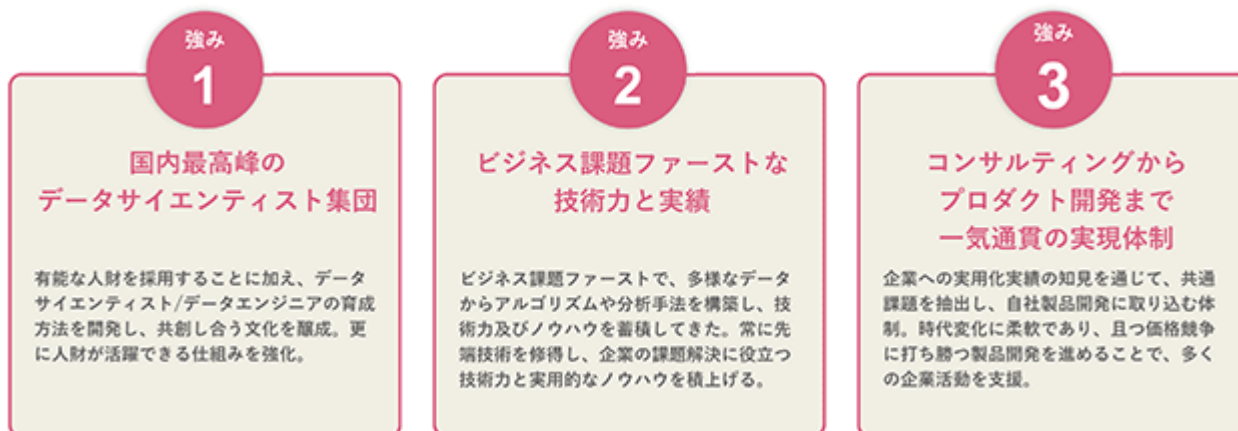 強み
1
国内最高峰の
データサイエンティスト集団
有能な人財を採用することに加え、データ
サイエンティスト/データエンジニアの育成
方法を開発し、共創し合う文化を醸成。更
に人財が活躍できる仕組みを強化。
強み
2
ビジネス課題ファーストな
技術力と実績
ビジネス課題ファーストで、多様なデータ
からアルゴリズムや分析手法を構築し、技
術力及びノウハウを蓄積してきた。常に先
端技術を修得し、企業の課題解決に役立つ
技術力と実用的なノウハウを積上げる。
強み
3
コンサルティングから
プロダクト開発まで
一気通貫の実現体制
企業への実用化実績の知見を通じて、共通
課題を抽出し、自社製品開発に取り込む体
制。時代変化に柔軟であり、且つ価格競争
に打ち勝つ製品開発を進めることで、多く
の企業活動を支援。